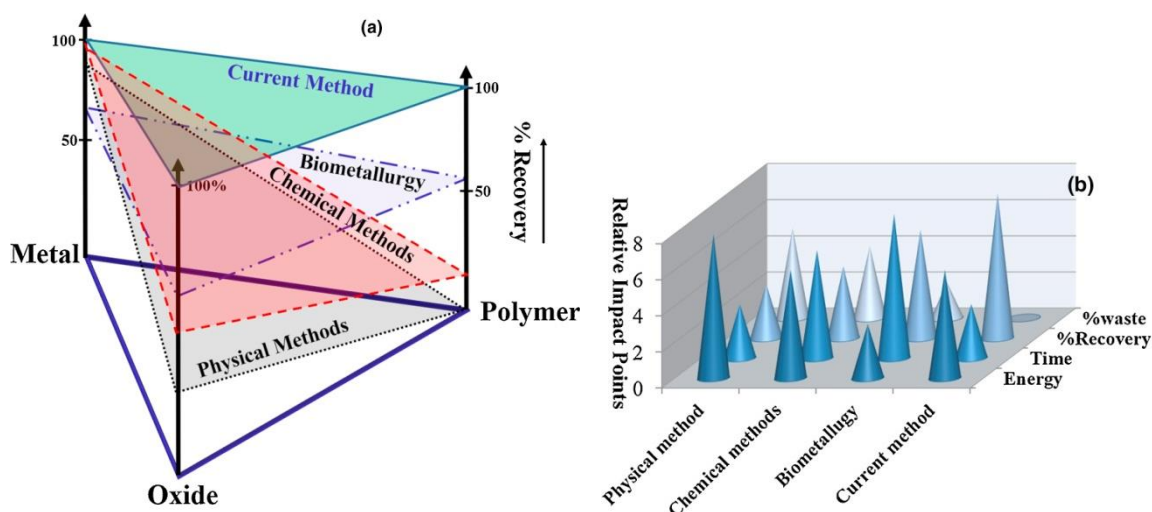 (a)
100
Current Method
100
50
Biometallurgy
Chemical Methods
100%
50
% Recovery
Metal
Polymer
Physical Methods
Oxide
(b)
Relative Impact Points
8
6
4
2
0
%waste
%Recovery
Time
Energy
Physical method
Chemical methods
Biometallugy
Current method